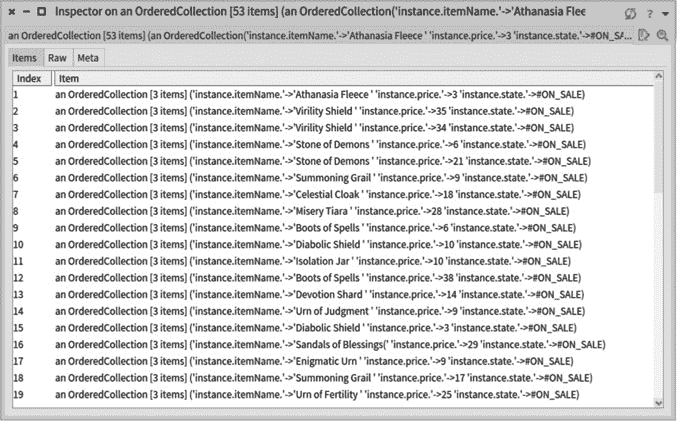 Inspector on an OrderedCollection [53 items] (an OrderedCollection('instance.itemName.'->'Athanasia Flee
?
an OrderedCollection [53 items] (an OrderedCollection('instance.itemName.'->'Athanasia Fleece ' 'instance.price.'->3 'instance.state.'->#ON_SA...
Items Raw Meta
Index Item
1 an OrderedCollection [3 items] ('instance.itemName.'->'Athanasia Fleece ' 'instance.price.'->3 'instance.state.'->#ON_SALE)
2 an OrderedCollection [3 items] ('instance.itemName.'->'Virility Shield ' 'instance.price.'->35 'instance.state.'->#ON_SALE)
3 an OrderedCollection [3 items] ('instance.itemName.'->'Virility Shield ' 'instance.price.'->34 'instance.state.'->#ON_SALE)
4 an OrderedCollection [3 items] ('instance.itemName.'->'Stone of Demons ' 'instance.price.'->6 'instance.state.'->#ON_SALE)
5 an OrderedCollection [3 items] ('instance.itemName.'->'Stone of Demons ' 'instance.price.'->21 'instance.state.'->#ON_SALE)
6 an OrderedCollection [3 items] ('instance.itemName.'->'Summoning Grail ' 'instance.price.'->9 'instance.state.'->#ON_SALE)
7 an OrderedCollection [3 items] ('instance.itemName.'->'Celestial Cloak ' 'instance.price.'->18 'instance.state.'->#ON_SALE)
8 an OrderedCollection [3 items] ('instance.itemName.'->'Misery Tiara ' 'instance.price.'->28 'instance.state.'->#ON_SALE)
9 an OrderedCollection [3 items] ('instance.itemName.'->'Boots of Spells ' 'instance.price.'->6 'instance.state.'->#ON_SALE)
10 an OrderedCollection [3 items] ('instance.itemName.'->'Diabolic Shield ' 'instance.price.'->10 'instance.state.'->#ON_SALE)
11 an OrderedCollection [3 items] ('instance.itemName.'->'Isolation Jar ' 'instance.price.'->10 'instance.state.'->#ON_SALE)
12 an OrderedCollection [3 items] ('instance.itemName.'->'Boots of Spells ' 'instance.price.'->38 'instance.state.'->#ON_SALE)
13 an OrderedCollection [3 items] ('instance.itemName.'->'Devotion Shard ' 'instance.price.'->14 'instance.state.'->#ON_SALE)
14 an OrderedCollection [3 items] ('instance.itemName.'->'Urn of Judgment ' 'instance.price.'->9 'instance.state.'->#ON_SALE)
15 an OrderedCollection [3 items] ('instance.itemName.'->'Diabolic Shield ' 'instance.price.'->3 'instance.state.'->#ON_SALE)
16 an OrderedCollection [3 items] ('instance.itemName.'->'Sandals of Blessings(' 'instance.price.'->29 'instance.state.'->#ON_SALE)
17 an OrderedCollection [3 items] ('instance.itemName.'->'Enigmatic Urn ' 'instance.price.'->9 'instance.state.'->#ON_SALE)
18 an OrderedCollection [3 items] ('instance.itemName.'->'Summoning Grail ' 'instance.price.'->17 'instance.state.'->#ON_SALE)
19 an OrderedCollection [3 items] ('instance.itemName.'->'Urn of Fertility ' 'instance.price.'->25 'instance.state.'->#ON_SALE)